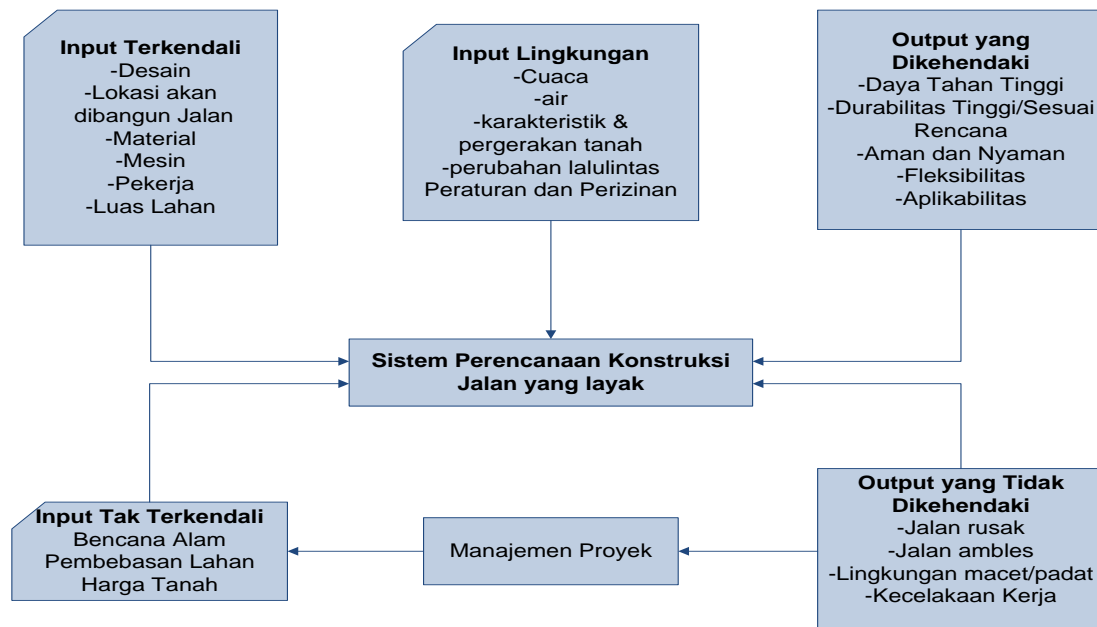 Input Terkendali
-Desain
-Lokasi akan
dibangun Jalan
-Material
-Mesin
-Pekerja
-Luas Lahan
Input Lingkungan
-Cuaca
-air
-karakteristik &
pergerakan tanah
-perubahan lalulintas
Peraturan dan Perizinan
Output yang
Dikehendaki
-Daya Tahan Tinggi
-Durabilitas Tinggi/Sesuai
Rencana
-Aman dan Nyaman
-Fleksibilitas
-Aplikabilitas
Sistem Perencanaan Konstruksi
Jalan yang layak
Input Tak Terkendali
Bencana Alam
Pembebasan Lahan
Harga Tanah
Manajemen Proyek
Output yang Tidak
Dikehendaki
-Jalan rusak
-Jalan ambles
-Lingkungan macet/padat
-Kecelakaan Kerja